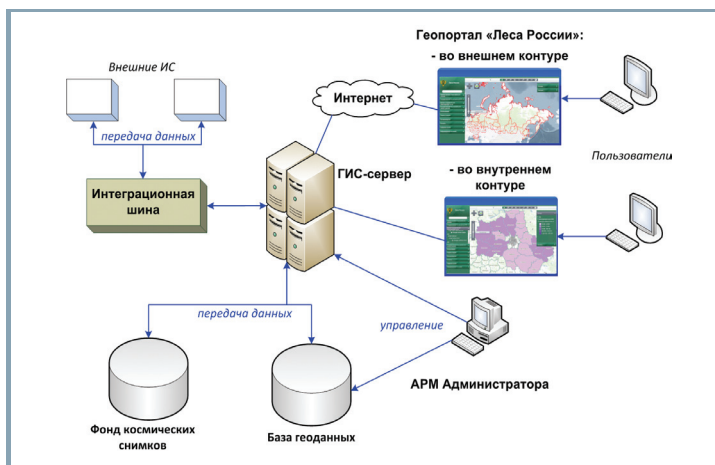 Геопортал «Леса России»:
- во внешнем контуре
Внешние ИС
Интернет
передача данных
ГИС-сервер
Пользователи
- во внутреннем
контуре
Интеграционная
шина
передача данных
управление
АРМ Администратора
Фонд космических
снимков
База геоданных